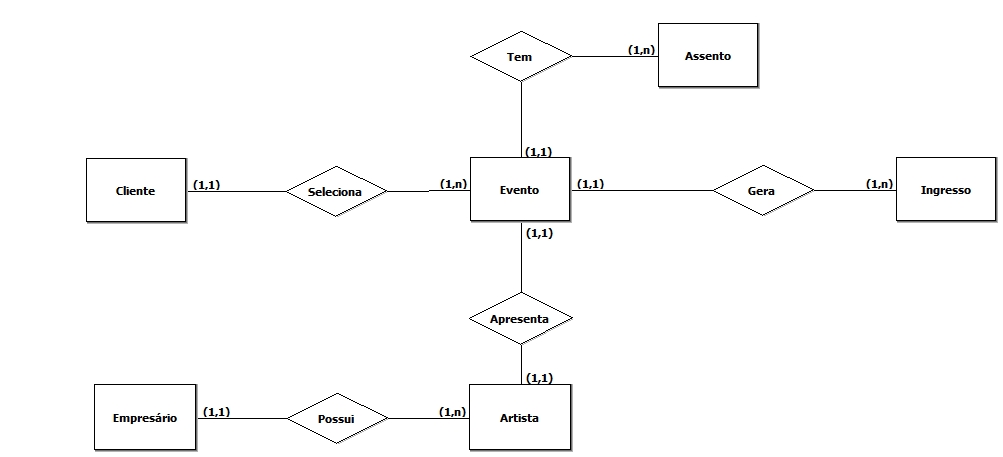 Tem
(1,n)
Assento
(1,1)
Cliente
(1,1)
Seleciona
(1,n)
Evento
(1,1)
Gera
(1,n)
Ingresso
(1,1)
Apresenta
(1,1)
Empresário
(1,1)
Possui
(1,n)
Artista